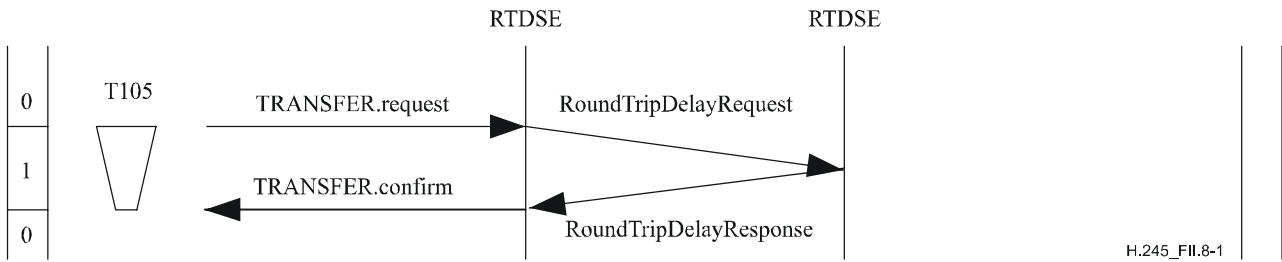 RTDSE
RTDSE
T105
0
TRANSFER.request
RoundTripDelayRequest
1
TRANSFER.confirm
RoundTripDelayResponse
0
H.245_FII.8-1